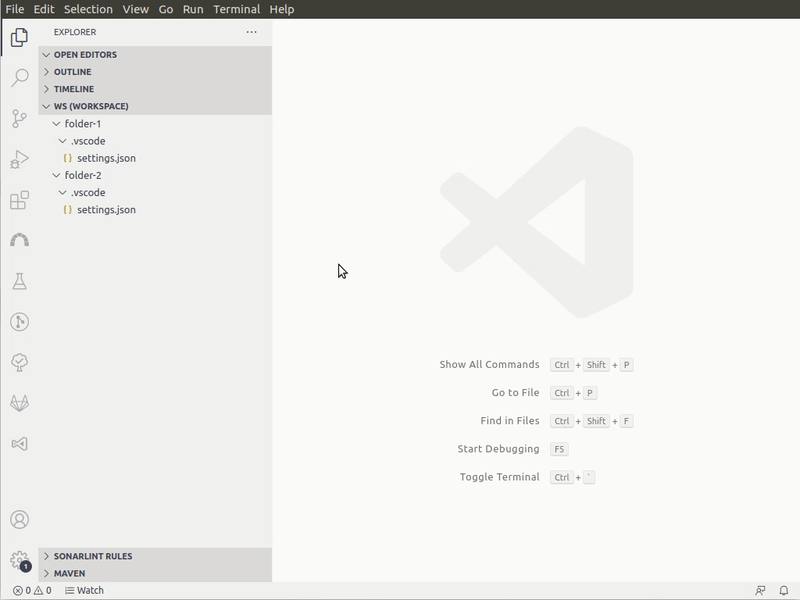 File Edit Selection View Go Run Terminal Help
EXPLORER ...
OPEN EDITORS
OUTLINE
TIMELINE
WS (WORKSPACE)
folder-1
.vscode
{} settings.json
folder-2
.vscode
{} settings.json
Show All Commands Ctrl + Shift + P
Go to File Ctrl + P
Find in Files Ctrl + Shift + F
Start Debugging F5
Toggle Terminal Ctrl + `
SONARLINT RULES
1
MAVEN
0 0 Watch